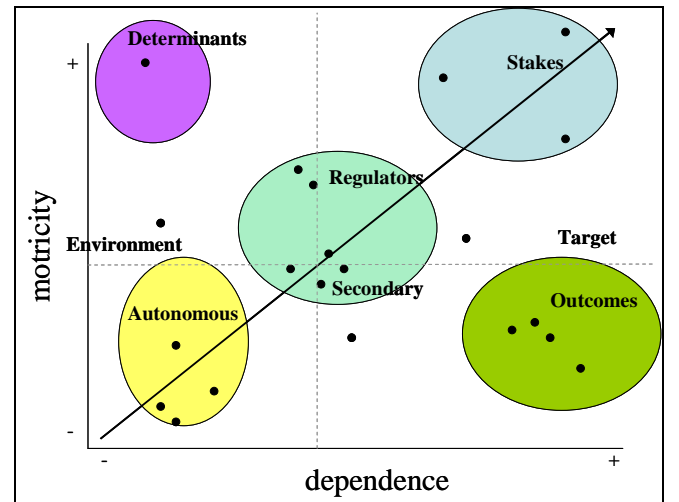 Determinants
+
Stakes
Regulators
motricity
Environment
Target
Secondary
Outcomes
Autonomous
-
-
+
dependence